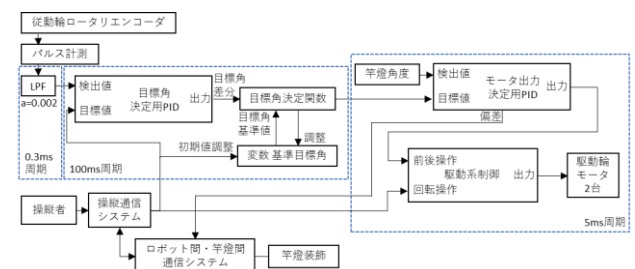 従動輪ロータリエンコーダ
パルス計測
LPF
a=0.002
0.3ms
周期
検出値
目標値
目標角
決定用PID
出力
目標角
差分
目標角決定関数
目標角
基準値
調整
初期値調整
変数 基準目標角
100ms周期
竿燈角度
検出値
目標値
モータ出力
決定用PID
出力
偏差
前後操作
回転操作
駆動系制御
出力
駆動輪
モータ
2台
5ms周期
操縦者
操縦通信
システム
ロボット間・竿燈間
通信システム
竿燈装飾